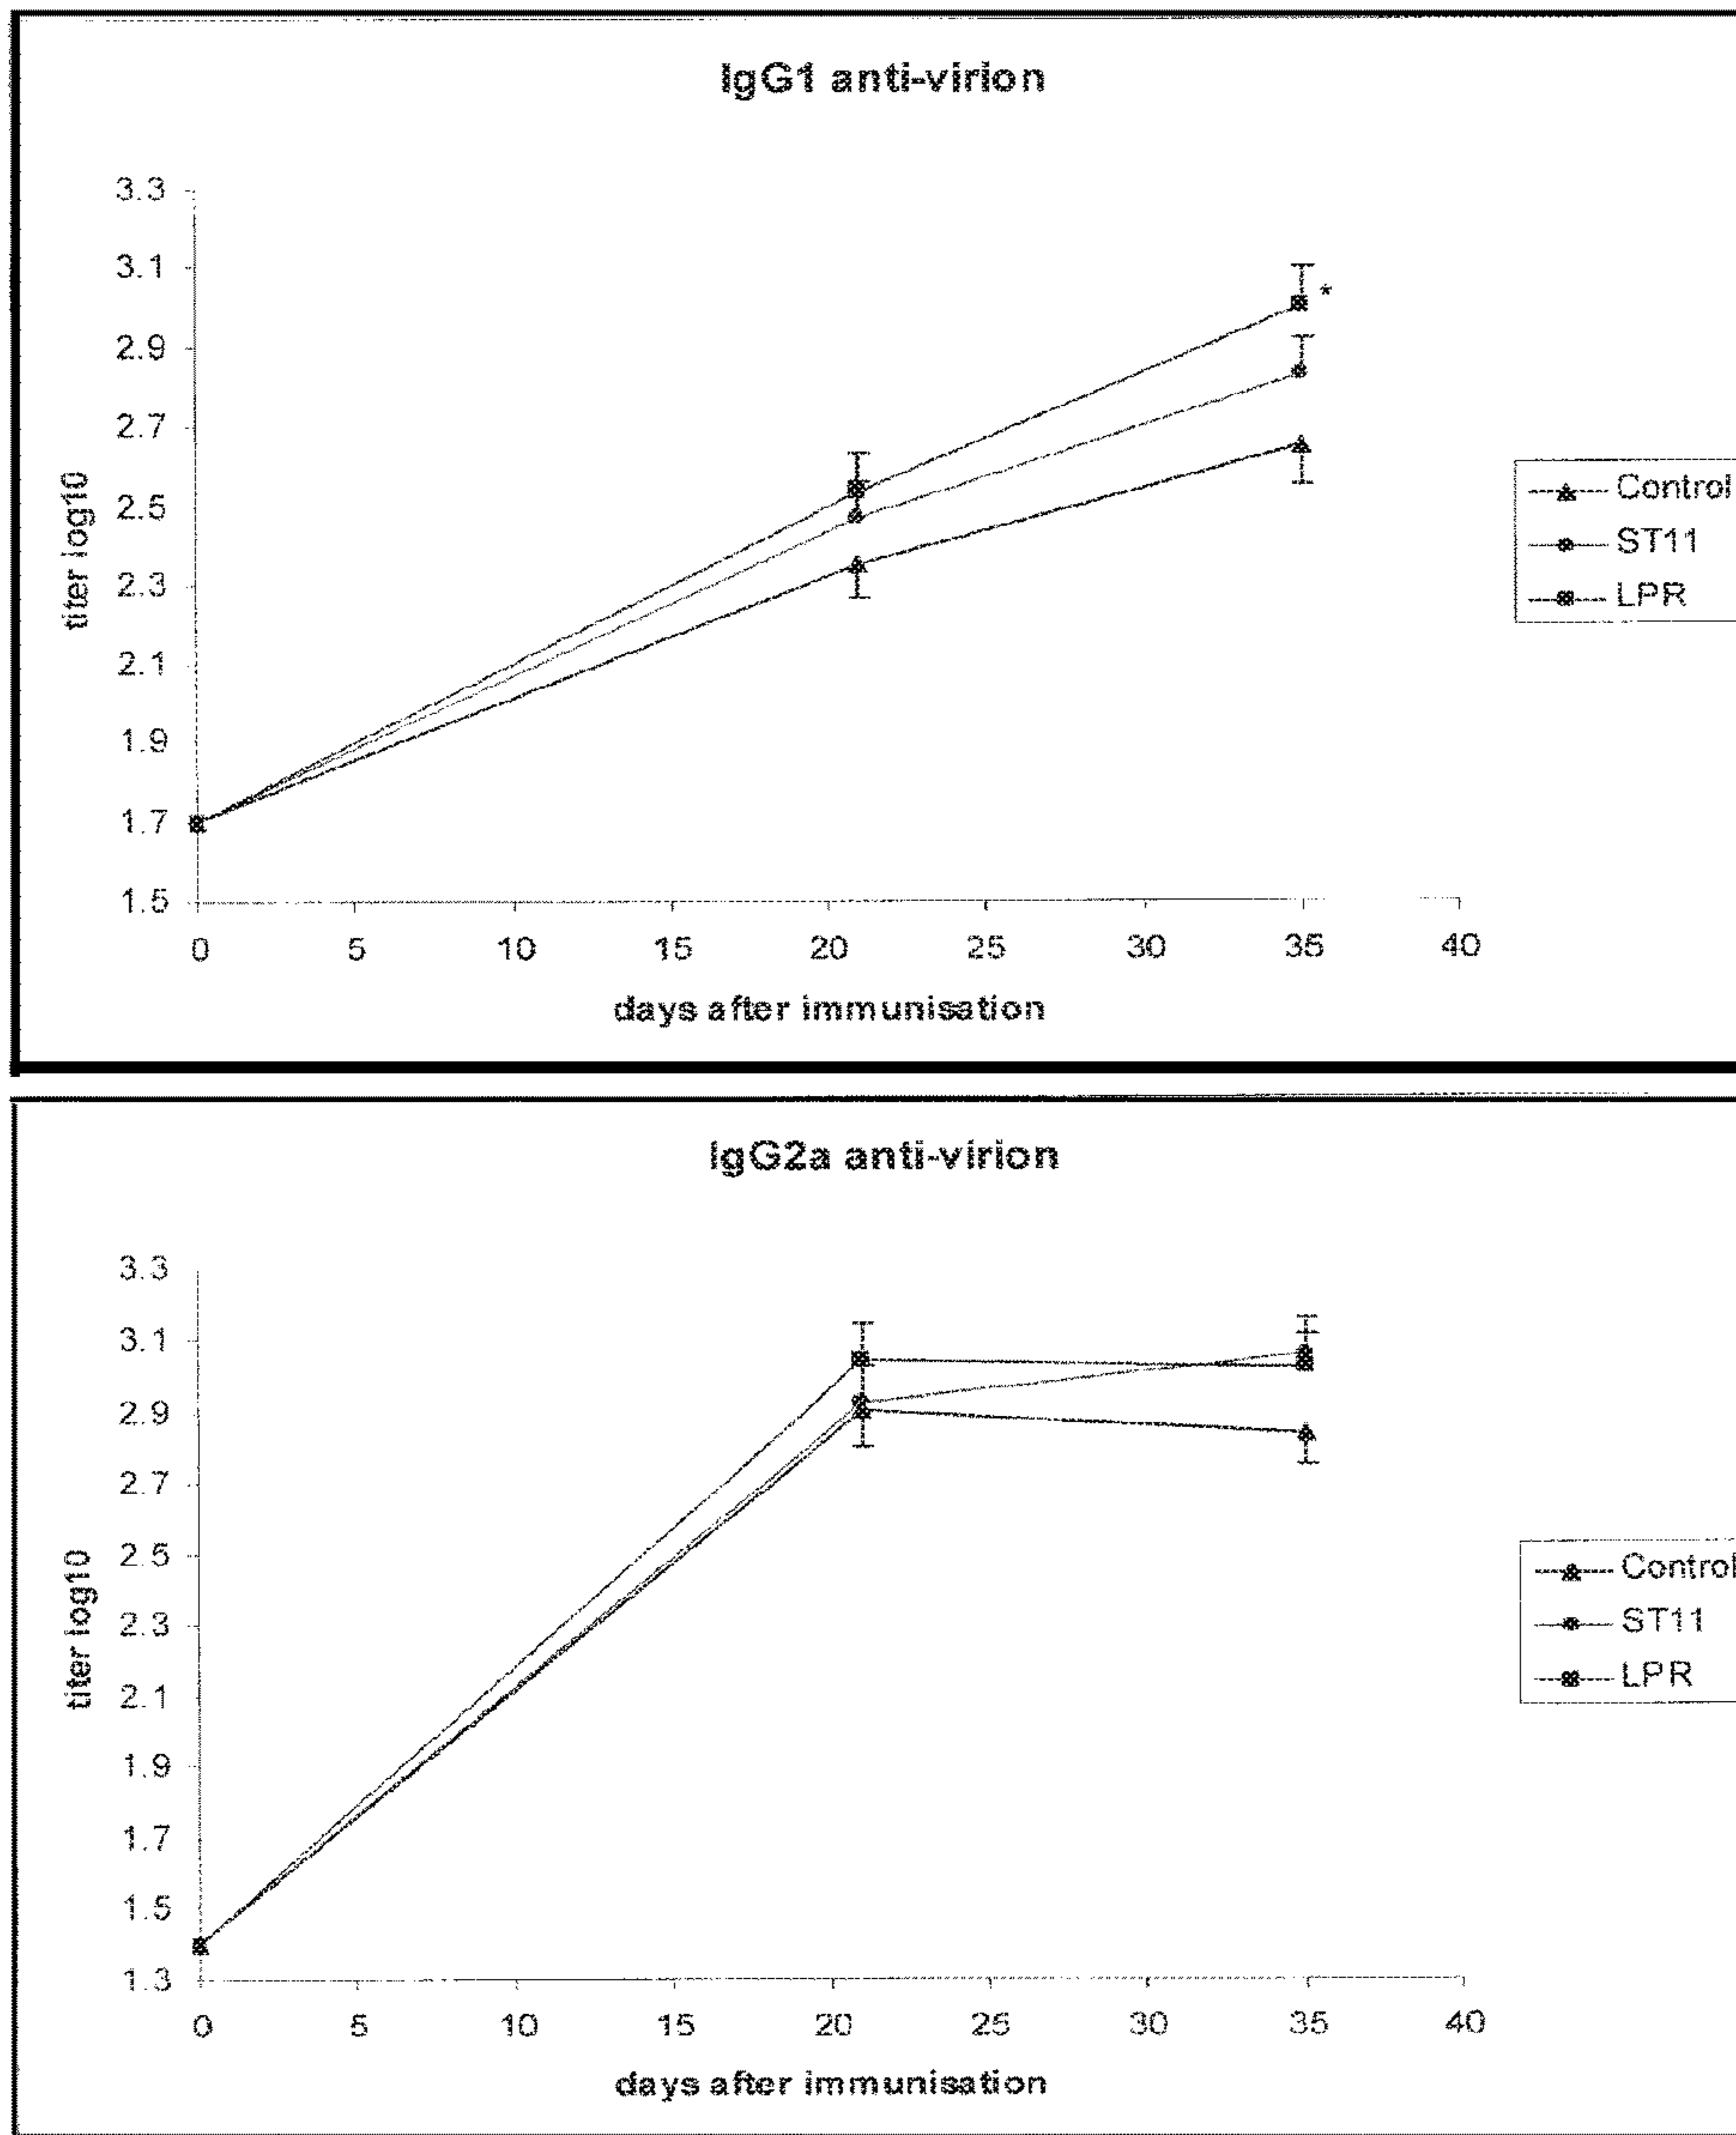 IgG1 anti-virion
3.3
3.1
2.9
2.7
2.5
2.3
2.1
1.9
1.7
1.5
titer log10
*
0 5 10 15 20 25 30 35 40
days after immunisation
Control
ST11
LPR
IgG2a anti-virion
3.3
3.1
2.9
2.7
2.5
2.3
2.1
1.9
1.7
1.5
1.3
titer log10
0 5 10 15 20 25 30 35 40
days after immunisation
Control
ST11
LPR